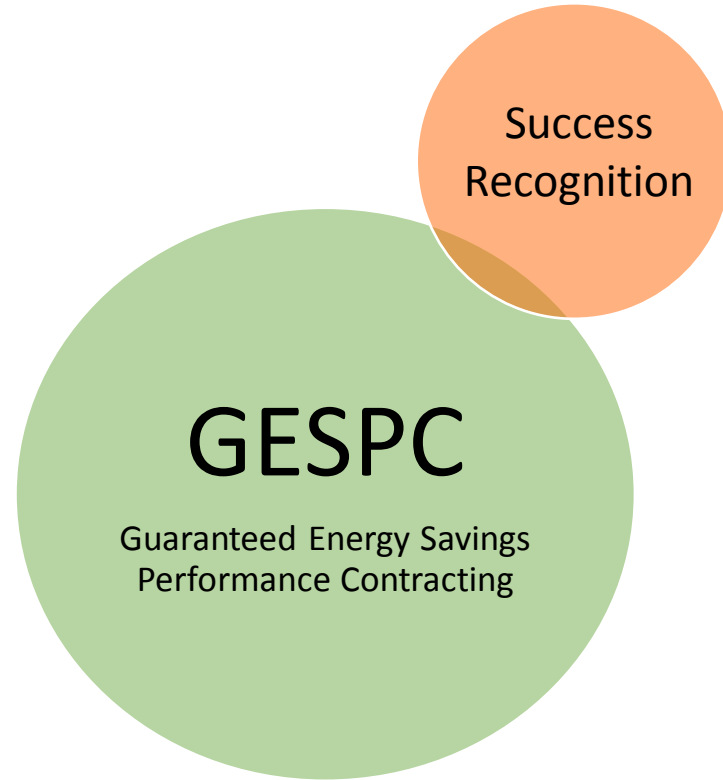 Success
Recognition
GESPC
Guaranteed Energy Savings
Performance Contracting